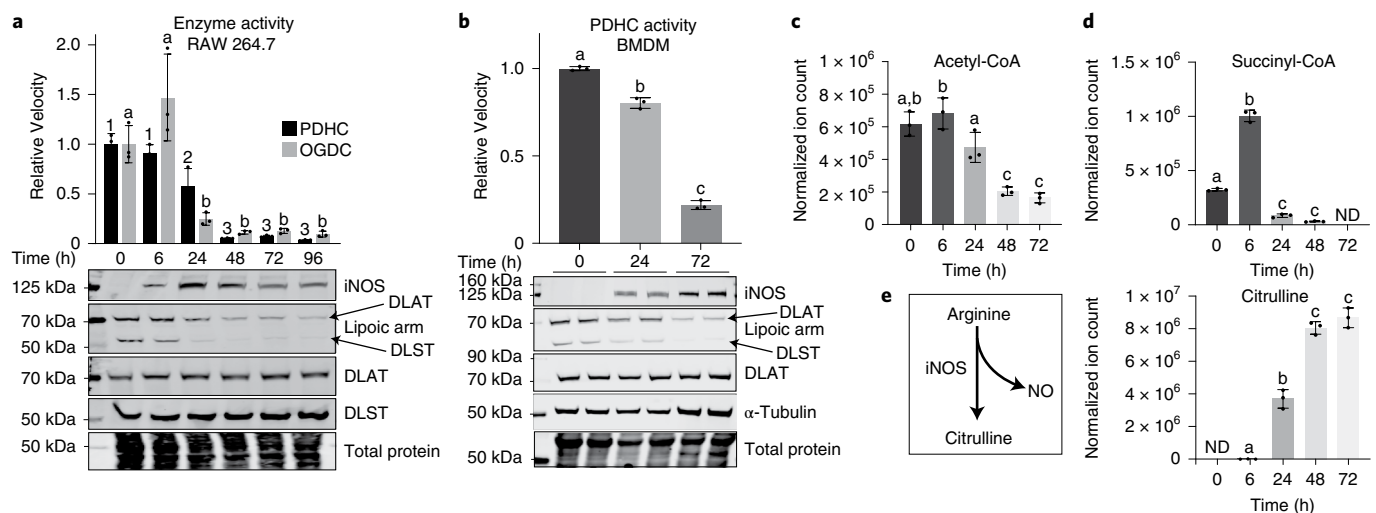 a
Enzyme activity
RAW 264.7
Relative Velocity
2.0
1.5
1.0
0.5
0
1
a
1
a
2
b
3
b
3
b
3
b
PDHC
OGDC
Time (h)
0
6
24
48
72
96
125 kDa
iNOS
70 kDa
DLAT
Lipoic arm
50 kDa
DLST
70 kDa
DLAT
50 kDa
DLST
50 kDa
Total protein
b
PDHC activity
BMDM
Relative Velocity
1.0
0.5
0
a
b
c
Time (h)
0
24
72
160 kDa
125 kDa
iNOS
70 kDa
DLAT
Lipoic arm
50 kDa
DLST
90 kDa
70 kDa
DLAT
50 kDa
α-Tubulin
50 kDa
Total protein
c
Acetyl-CoA
Normalized ion count
1 × 10⁶
8 × 10⁵
6 × 10⁵
4 × 10⁵
2 × 10⁵
0
a,b
b
a
c
c
0
6
24
48
72
Time (h)
d
Succinyl-CoA
Normalized ion count
1.5 × 10⁶
1 × 10⁶
5 × 10⁵
0
a
b
c
c
ND
0
6
24
48
72
Time (h)
e
Arginine
iNOS
NO
Citrulline
Citrulline
Normalized ion count
1 × 10⁷
8 × 10⁶
6 × 10⁶
4 × 10⁶
2 × 10⁶
0
ND
a
b
c
c
0
6
24
48
72
Time (h)